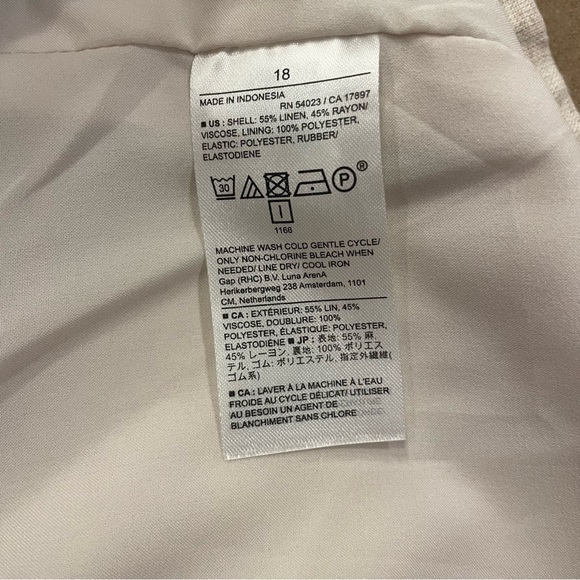 18
MADE IN INDONESIA
RN 54023 / CA 17897
■ US : SHELL: 55% LINEN, 45% RAYON/
VISCOSE, LINING: 100% POLYESTER,
ELASTIC: POLYESTER, RUBBER/
ELASTODIENE
30 P ®
I
1166
MACHINE WASH COLD GENTLE CYCLE/
ONLY NON-CHLORINE BLEACH WHEN
NEEDED/ LINE DRY/ COOL IRON
Gap (RHC) B.V. Luna ArenA
Herikerbergweg 238 Amsterdam, 1101
CM, Netherlands
■ CA : EXTÉRIEUR: 55% LIN, 45%
VISCOSE, DOUBLURE: 100%
POLYESTER, ÉLASTIQUE: POLYESTER,
ELASTODIÈNE ■ JP : 表地: 55% 麻,
45% レーヨン, 裏地: 100% ポリエス
テル, ゴム: ポリエステル, 指定外繊維(
ゴム系)
■ CA : LAVER À LA MACHINE À L'EAU
FROIDE AU CYCLE DÉLICAT/ UTILISER
AU BESOIN UN AGENT DE
BLANCHIMENT SANS CHLORE